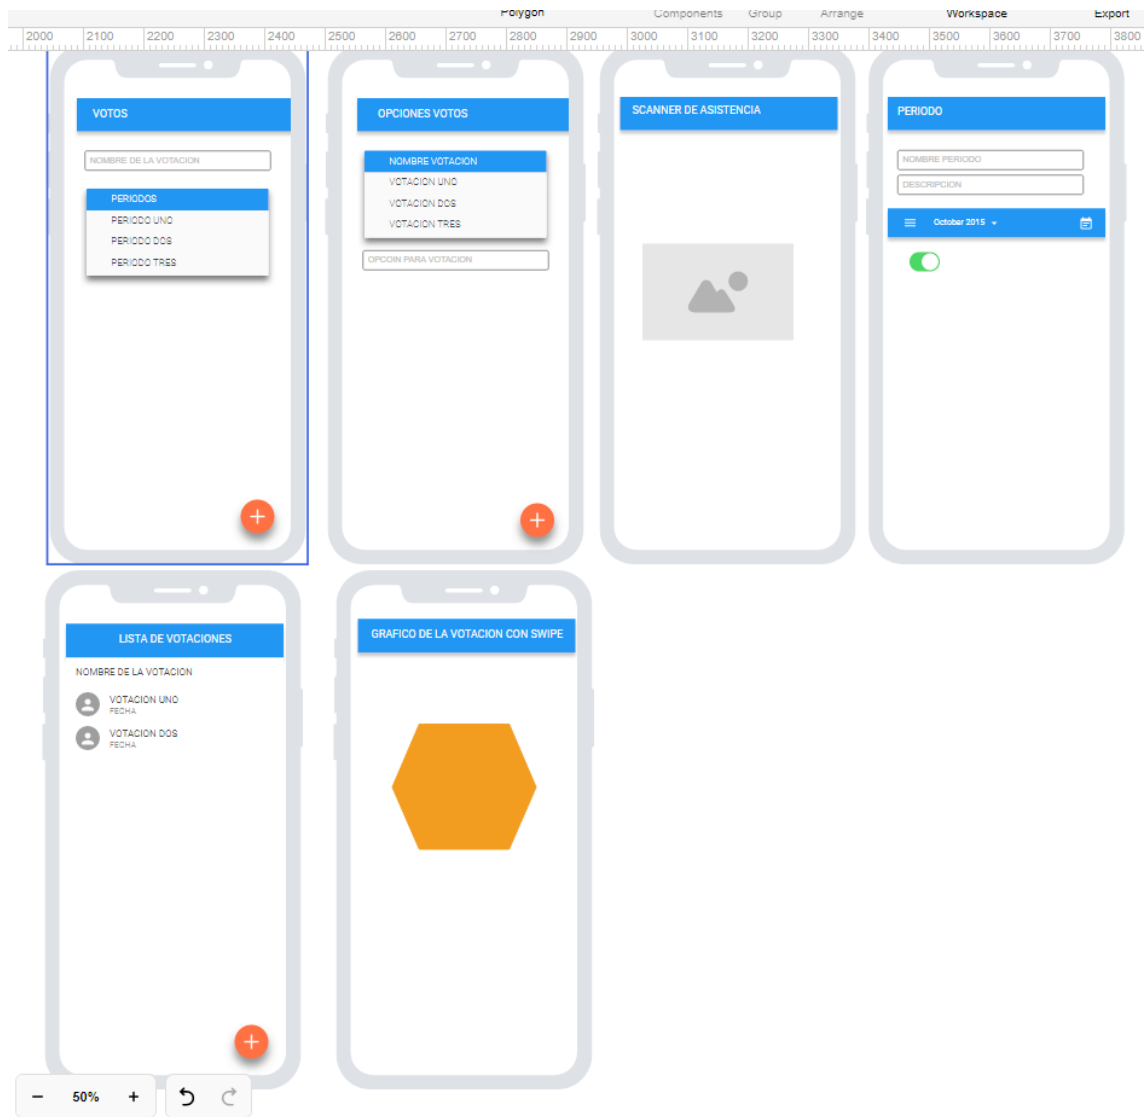 Polygon
Components Group Arrange
Workspace
Export
2000 2100 2200 2300 2400 2500 2600 2700 2800 2900 3000 3100 3200 3300 3400 3500 3600 3700 3800
VOTOS
NOMBRE DE LA VOTACION
PERIODOS
PERIODO UNO
PERIODO DOS
PERIODO TRES
OPCIONES VOTOS
NOMBRE VOTACION
VOTACION UNO
VOTACION DOS
VOTACION TRES
OPCOIN PARA VOTACION
SCANNER DE ASISTENCIA
PERIODO
NOMBRE PERIODO
DESCRIPCION
October 2015
LISTA DE VOTACIONES
NOMBRE DE LA VOTACION
VOTACION UNO
FECHA
VOTACION DOS
FECHA
GRAFICO DE LA VOTACION CON SWIPE
50%